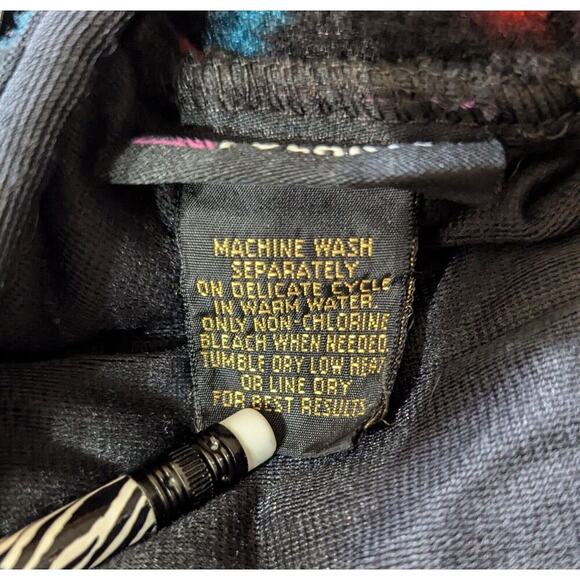 MACHINE WASH
SEPARATELY
ON DELICATE CYCLE
IN WARM WATER.
ONLY NON-CHLORINE
BLEACH WHEN NEEDED
TUMBLE DRY LOW HEAT
OR LINE DRY
FOR BEST RESULTS